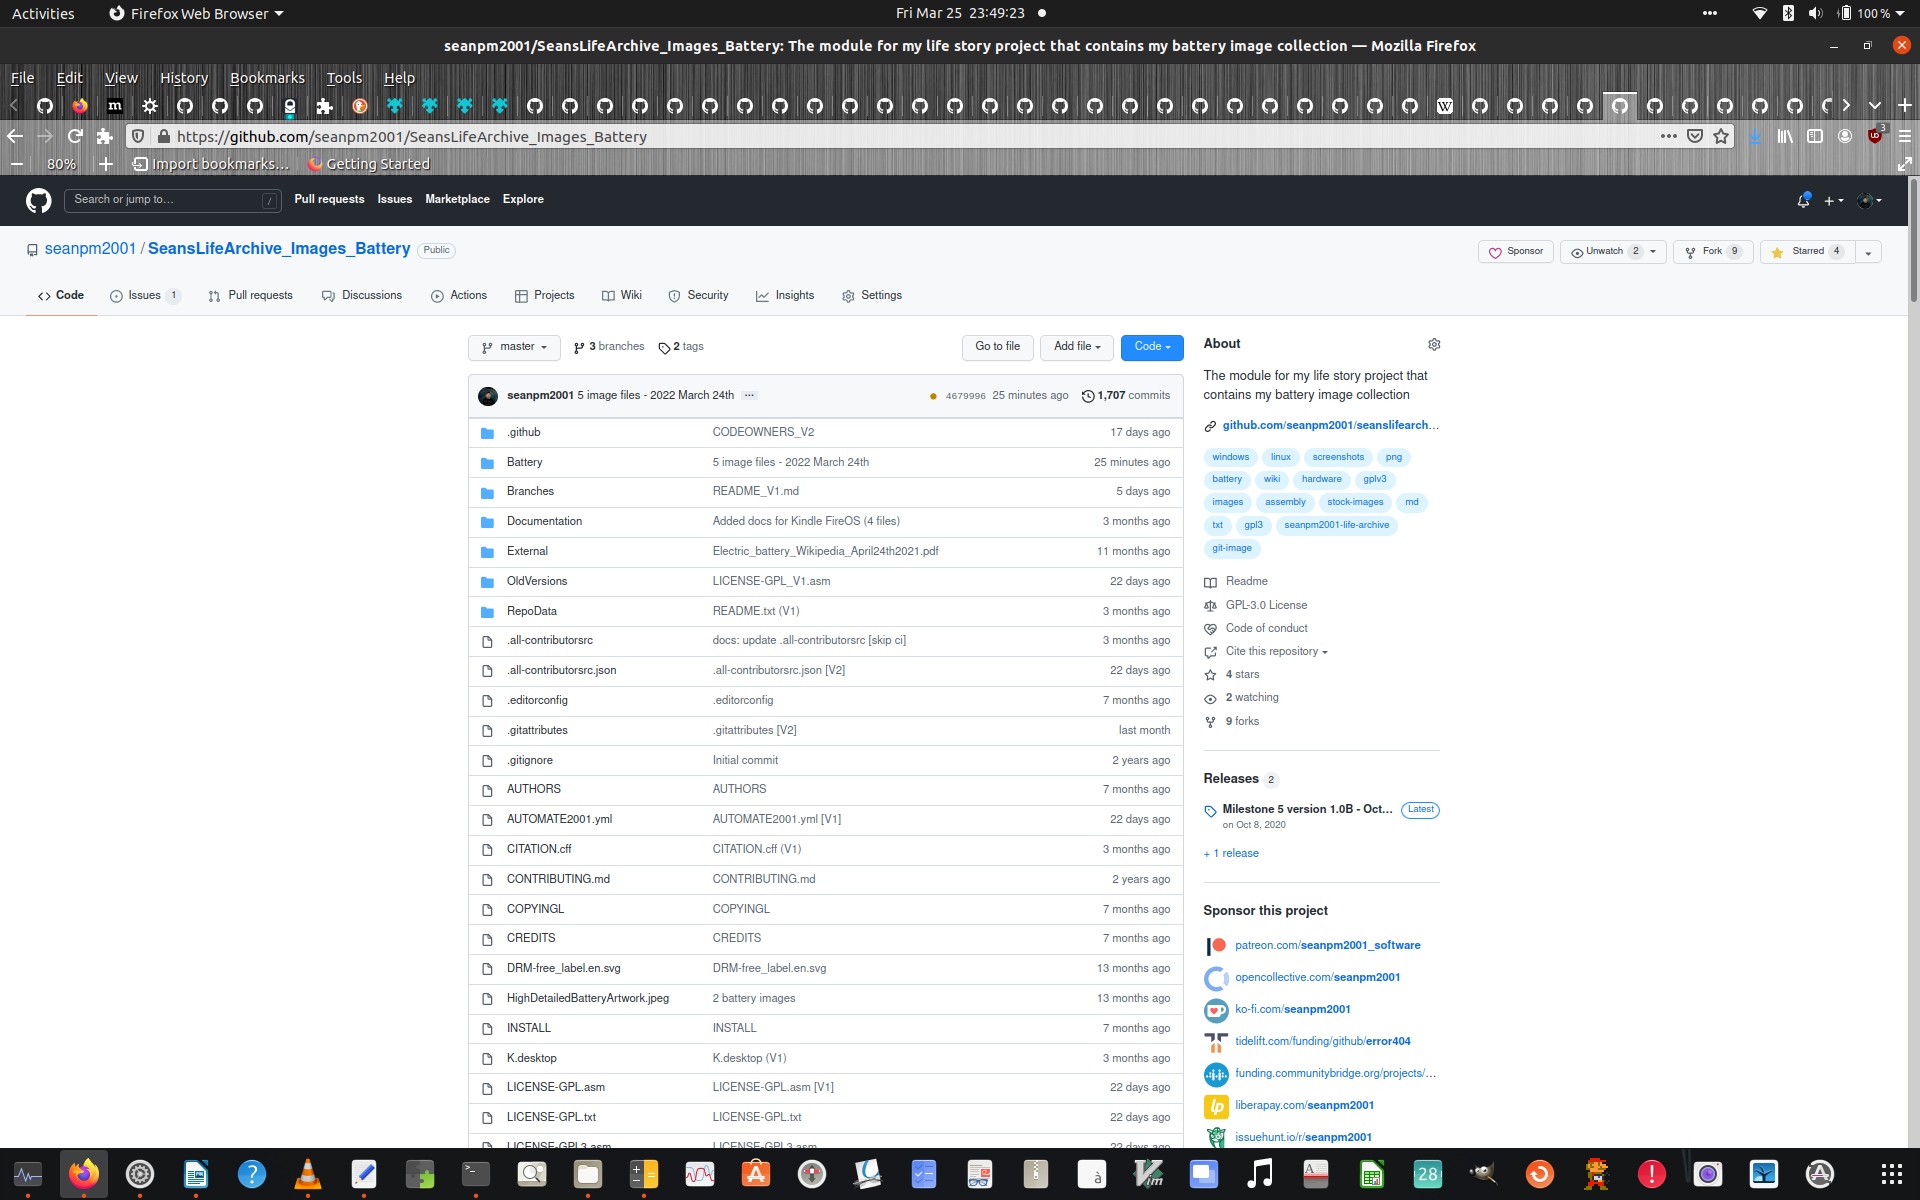 Activities
Firefox Web Browser
Fri Mar 25 23:49:23
100 %
seanpm2001/SeansLifeArchive_Images_Battery: The module for my life story project that contains my battery image collection — Mozilla Firefox
File Edit View History Bookmarks Tools Help
https://github.com/seanpm2001/SeansLifeArchive_Images_Battery
3
80%
Import bookmarks…
Getting Started
Search or jump to…
/
Pull requests Issues Marketplace Explore
seanpm2001 / SeansLifeArchive_Images_Battery
Public
Sponsor
Unwatch 2
Fork 9
Starred 4
Code
Issues 1
Pull requests
Discussions
Actions
Projects
Wiki
Security
Insights
Settings
master
3 branches
2 tags
Go to file
Add file
Code
seanpm2001 5 image files - 2022 March 24th
4679996 25 minutes ago
1,707 commits
.github CODEOWNERS_V2 17 days ago
Battery 5 image files - 2022 March 24th 25 minutes ago
Branches README_V1.md 5 days ago
Documentation Added docs for Kindle FireOS (4 files) 3 months ago
External Electric_battery_Wikipedia_April24th2021.pdf 11 months ago
OldVersions LICENSE-GPL_V1.asm 22 days ago
RepoData README.txt (V1) 3 months ago
.all-contributorsrc docs: update .all-contributorsrc [skip ci] 3 months ago
.all-contributorsrc.json .all-contributorsrc.json [V2] 22 days ago
.editorconfig .editorconfig 7 months ago
.gitattributes .gitattributes [V2] last month
.gitignore Initial commit 2 years ago
AUTHORS AUTHORS 7 months ago
AUTOMATE2001.yml AUTOMATE2001.yml [V1] 22 days ago
CITATION.cff CITATION.cff (V1) 3 months ago
CONTRIBUTING.md CONTRIBUTING.md 2 years ago
COPYINGL COPYINGL 7 months ago
CREDITS CREDITS 7 months ago
DRM-free_label.en.svg DRM-free_label.en.svg 13 months ago
HighDetailedBatteryArtwork.jpeg 2 battery images 13 months ago
INSTALL INSTALL 7 months ago
K.desktop K.desktop (V1) 3 months ago
LICENSE-GPL.asm LICENSE-GPL.asm [V1] 22 days ago
LICENSE-GPL.txt LICENSE-GPL.txt 22 days ago
LICENSE-GPL3.asm LICENSE-GPL3.asm 22 days ago
About
The module for my life story project that
contains my battery image collection
github.com/seanpm2001/seanslifearch…
windows linux screenshots png
battery wiki hardware gplv3
images assembly stock-images md
txt gpl3 seanpm2001-life-archive
git-image
Readme
GPL-3.0 License
Code of conduct
Cite this repository
4 stars
2 watching
9 forks
Releases 2
Milestone 5 version 1.0B - Oct… Latest
on Oct 8, 2020
+ 1 release
Sponsor this project
patreon.com/seanpm2001_software
opencollective.com/seanpm2001
ko-fi.com/seanpm2001
tidelift.com/funding/github/error404
funding.communitybridge.org/projects/…
liberapay.com/seanpm2001
issuehunt.io/r/seanpm2001
28